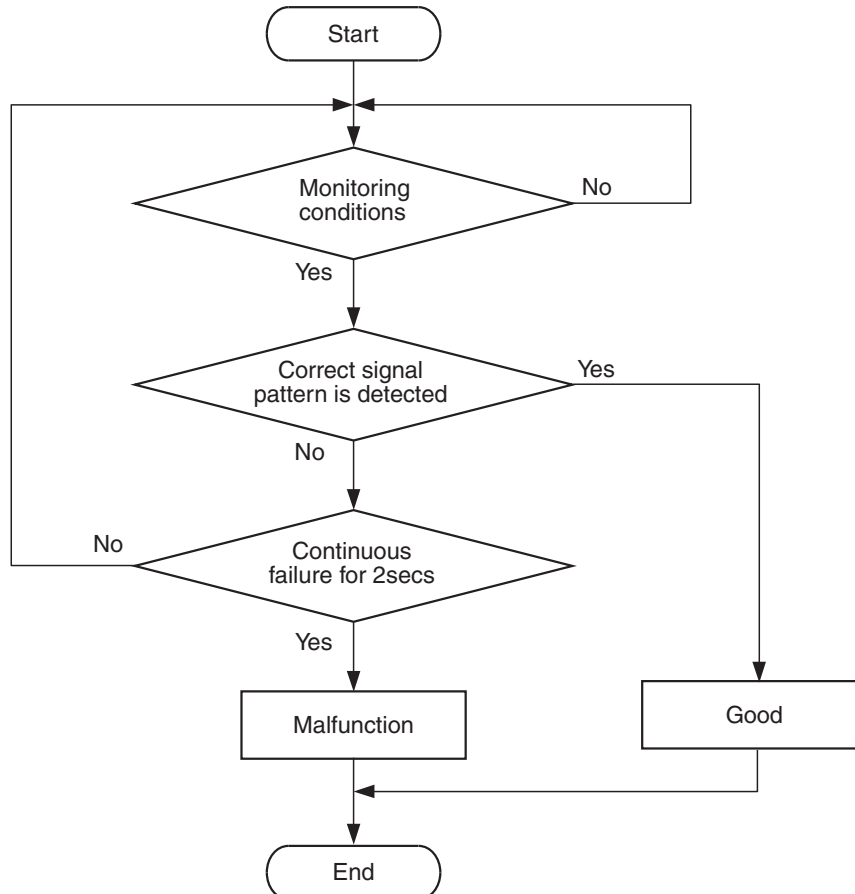 Start
Monitoring
conditions
No
Yes
Correct signal
pattern is detected
Yes
No
Continuous
failure for 2secs
No
Yes
Malfunction
Good
End